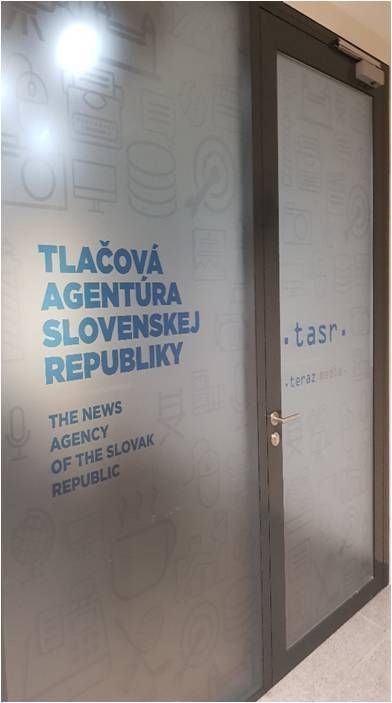 TLAČOVÁ
AGENTÚRA
SLOVENSKEJ
REPUBLIKY
THE NEWS
AGENCY
OF THE SLOVAK
REPUBLIC
.tasr.
.teraz media.